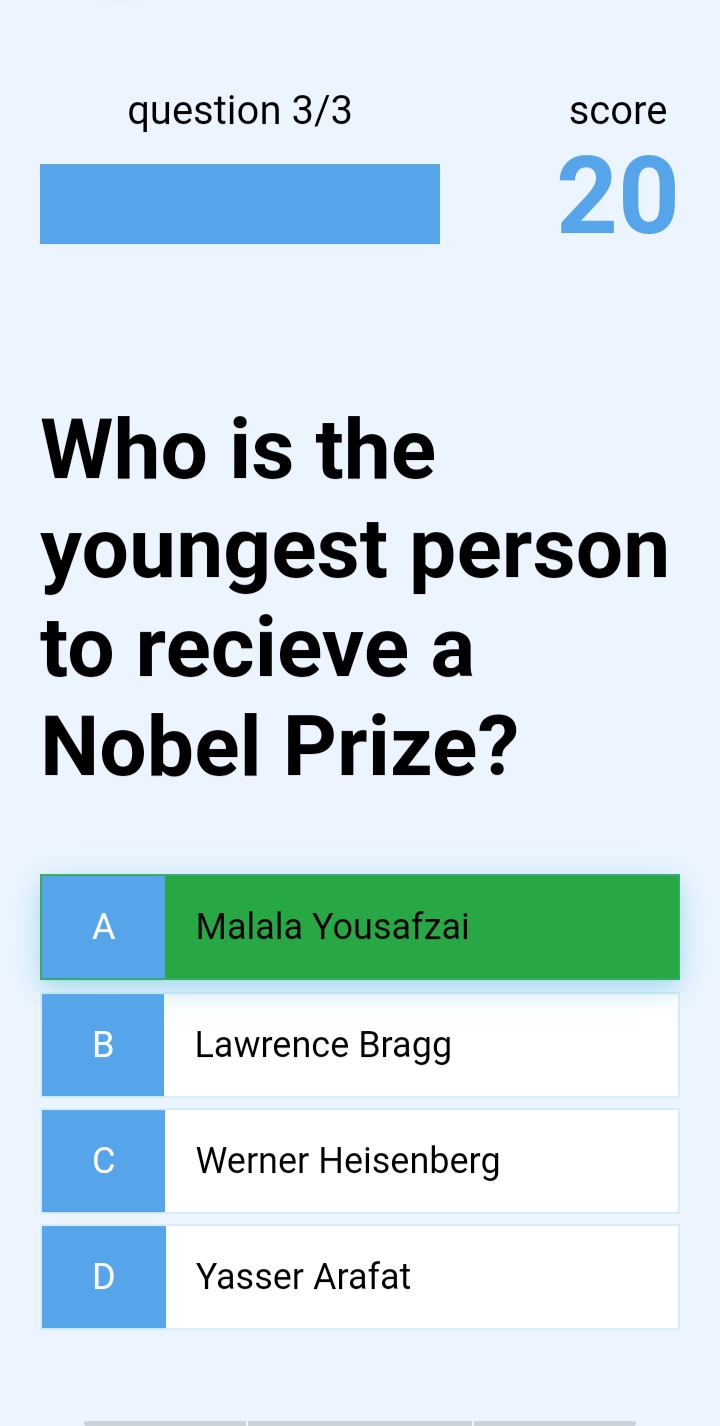 question 3/3
score
20
Who is the
youngest person
to recieve a
Nobel Prize?
A Malala Yousafzai
B Lawrence Bragg
C Werner Heisenberg
D Yasser Arafat